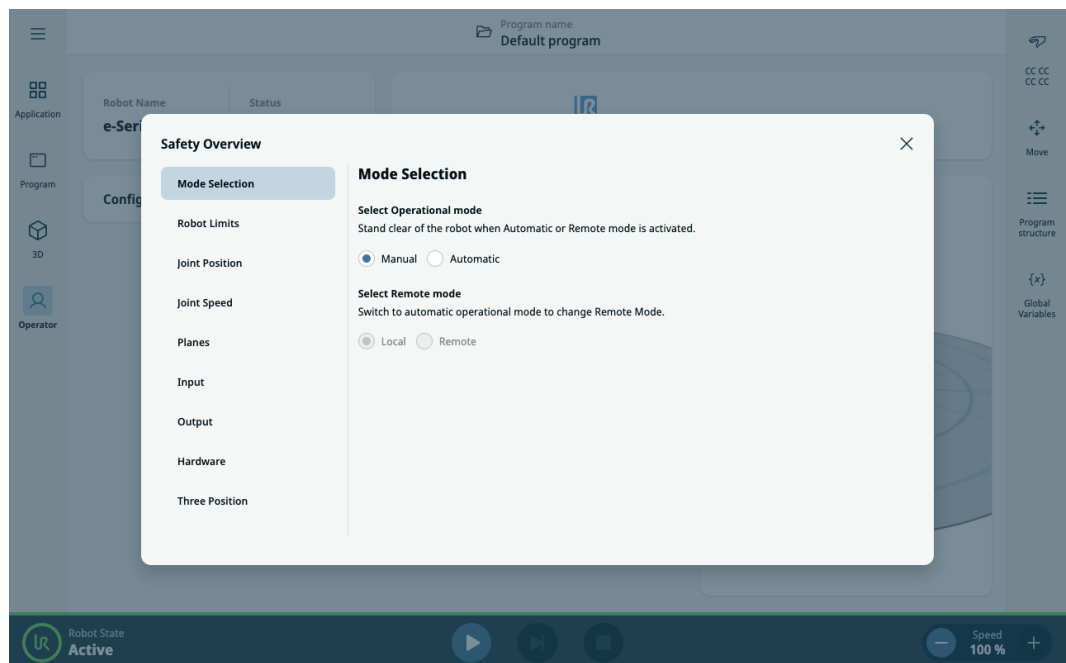 Program name
Default program
Application
Program
3D
Operator
Robot Name
Status
e-Seri
Config
Safety Overview
Mode Selection
Robot Limits
Joint Position
Joint Speed
Planes
Input
Output
Hardware
Three Position
Mode Selection
Select Operational mode
Stand clear of the robot when Automatic or Remote mode is activated.
Manual Automatic
Select Remote mode
Switch to automatic operational mode to change Remote Mode.
Local Remote
CC CC
CC CC
Move
Program
structure
{x}
Global
Variables
UR
Robot State
Active
Speed
100 %